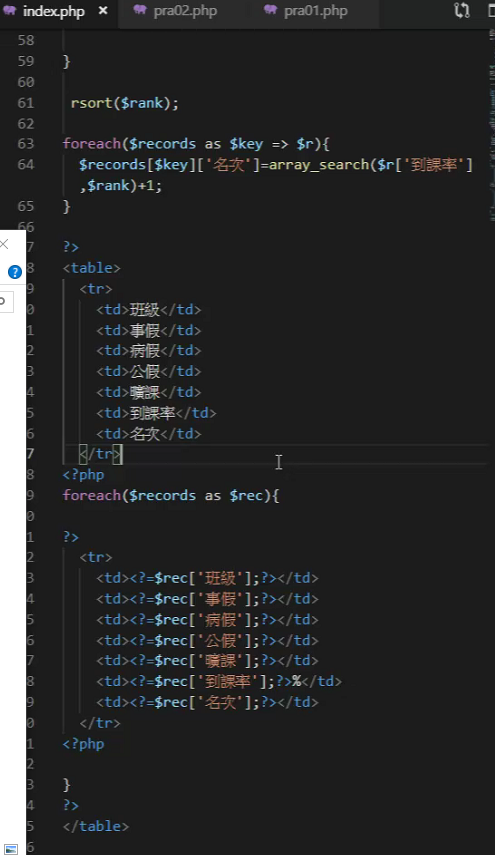 index.php × pra02.php pra01.php
58
59 }
60
61 rsort($rank);
62
63 foreach($records as $key => $r){
64 $records[$key]['名次']=array_search($r['到課率']
,$rank)+1;
65 }
66
7 ?>
8 <table>
9 <tr>
0 <td>班級</td>
1 <td>事假</td>
2 <td>病假</td>
3 <td>公假</td>
4 <td>曠課</td>
5 <td>到課率</td>
6 <td>名次</td>
7 </tr>
8 <?php
9 foreach($records as $rec){
0
1 ?>
2 <tr>
3 <td><?=$rec['班級'];?></td>
4 <td><?=$rec['事假'];?></td>
5 <td><?=$rec['病假'];?></td>
6 <td><?=$rec['公假'];?></td>
7 <td><?=$rec['曠課'];?></td>
8 <td><?=$rec['到課率'];?>%</td>
9 <td><?=$rec['名次'];?></td>
0 </tr>
1 <?php
2
3 }
4 ?>
5 </table>
6